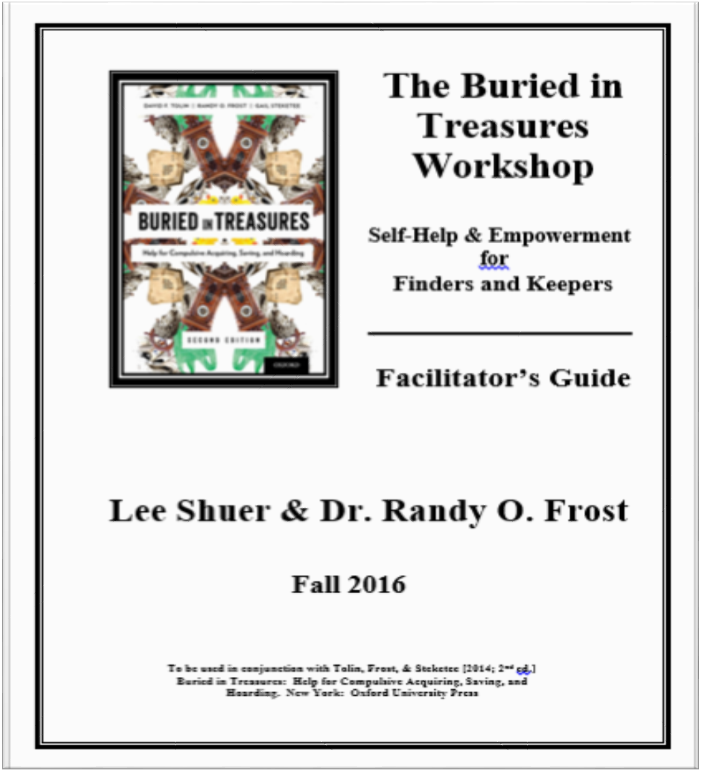 DAVID F. TOLIN | RANDY O. FROST | GAIL STEKETEE
BURIED IN TREASURES
Help for Compulsive Acquiring, Saving, and Hoarding
SECOND EDITION
OXFORD
The Buried in
Treasures
Workshop
Self-Help & Empowerment
for
Finders and Keepers
Facilitator's Guide
Lee Shuer & Dr. Randy O. Frost
Fall 2016
To be used in conjunction with Tolin, Frost, & Steketee [2014; 2nd ed.]
Buried in Treasures: Help for Compulsive Acquiring, Saving, and
Hoarding. New York: Oxford University Press